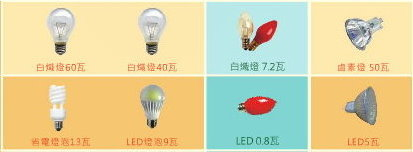 白熾燈60瓦
白熾燈40瓦
白熾燈 7.2瓦
鹵素燈 50瓦
省電燈泡13瓦
LED燈泡9瓦
LED 0.8瓦
LED5瓦